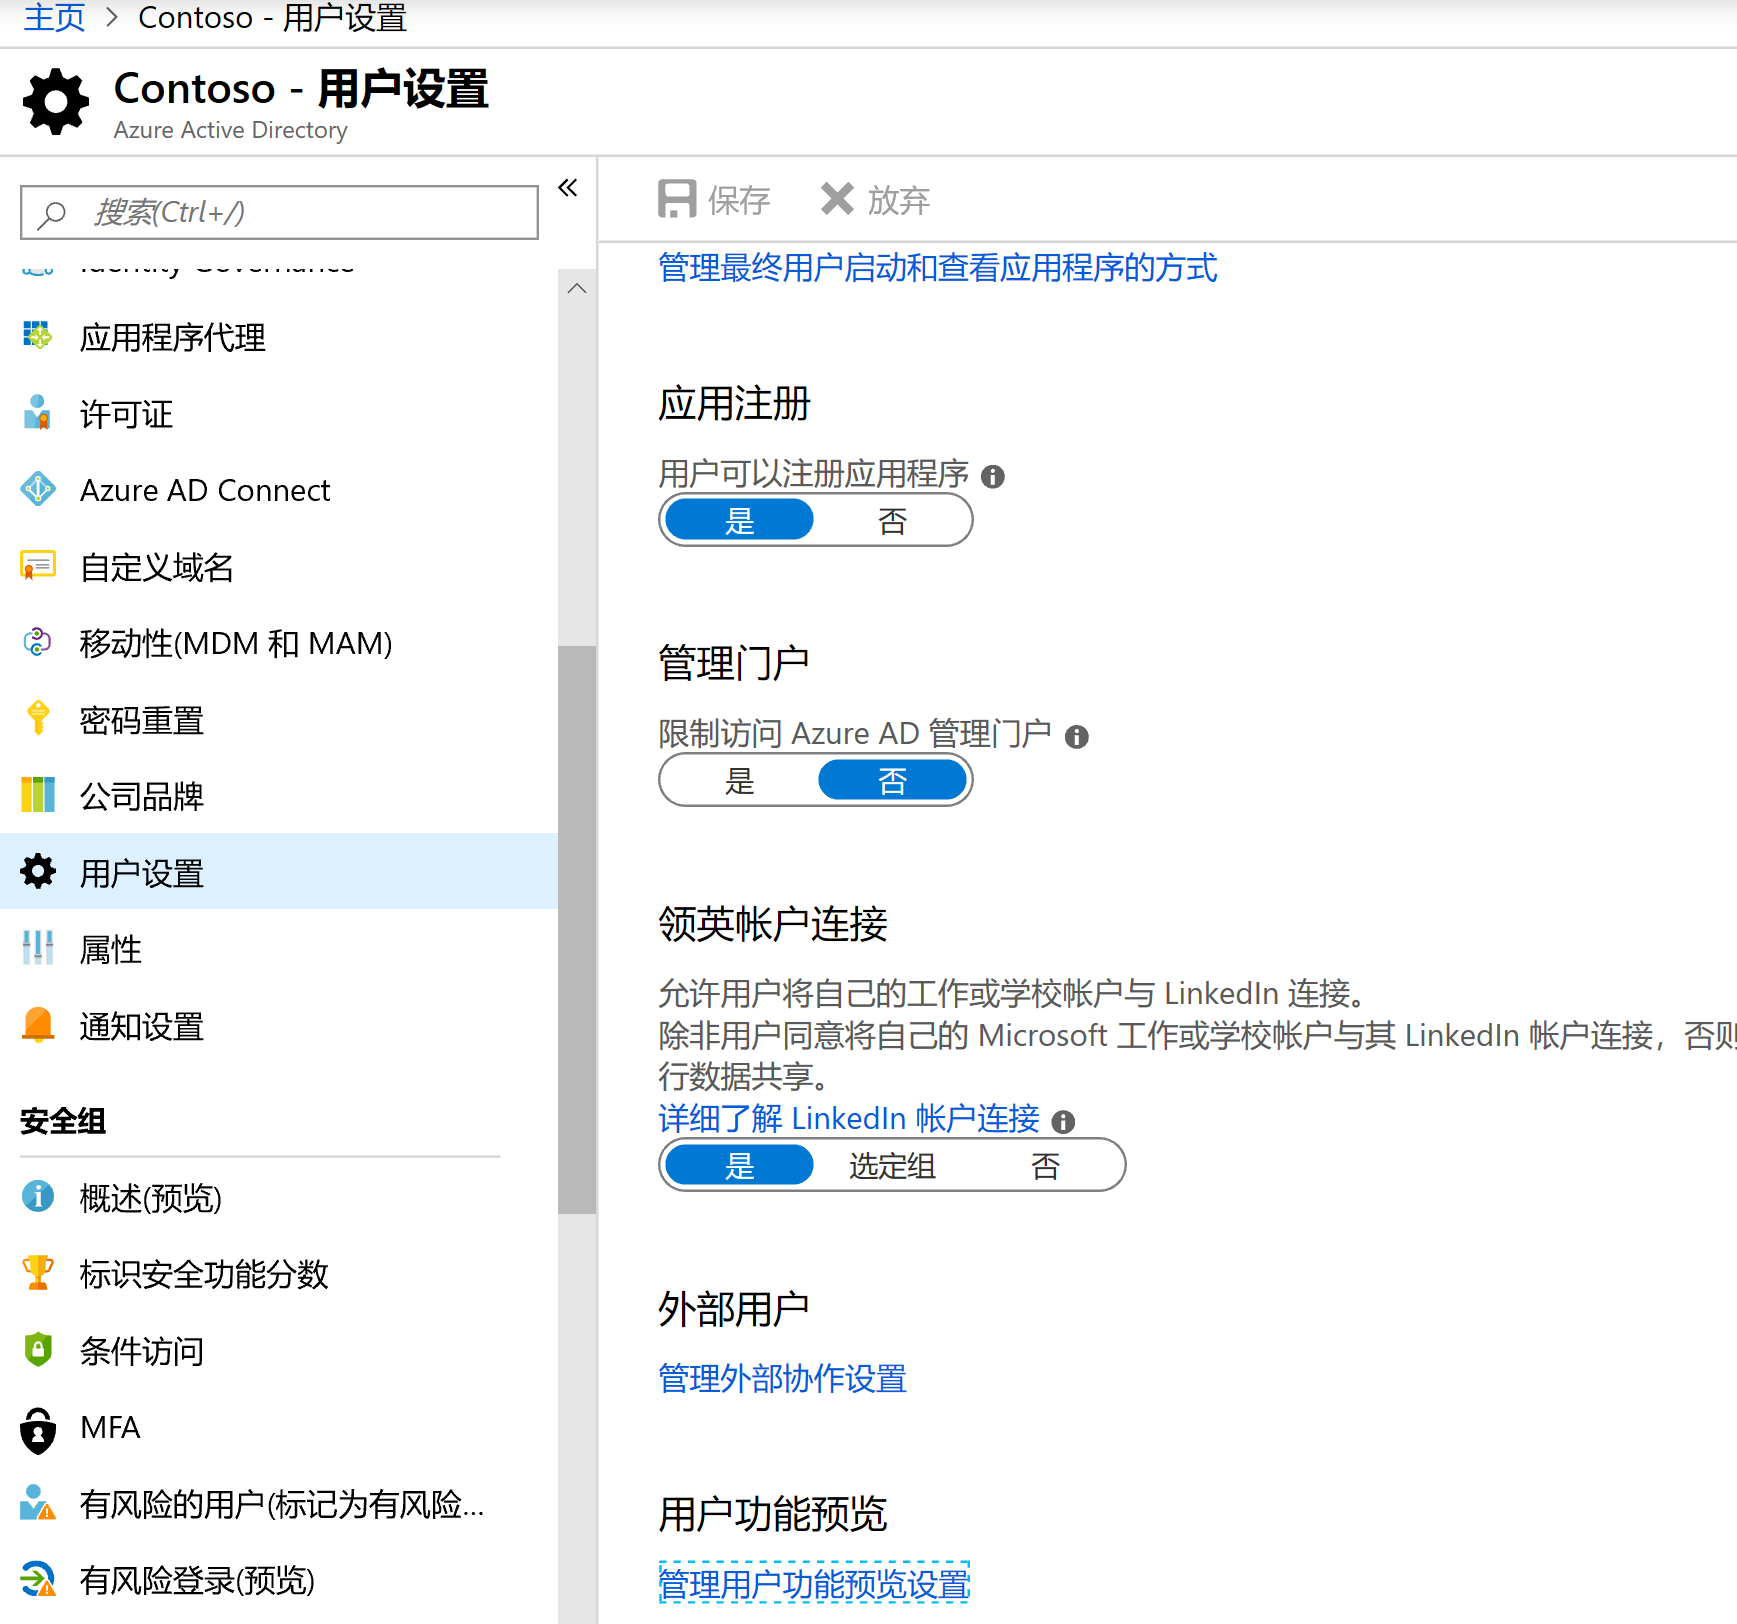 主页 > Contoso - 用户设置
Contoso - 用户设置
Azure Active Directory
搜索(Ctrl+/)
«
Identity Governance
应用程序代理
许可证
Azure AD Connect
自定义域名
移动性(MDM 和 MAM)
密码重置
公司品牌
用户设置
属性
通知设置
安全组
概述(预览)
标识安全功能分数
条件访问
MFA
有风险的用户(标记为有风险...
有风险登录(预览)
保存 放弃
管理最终用户启动和查看应用程序的方式
应用注册
用户可以注册应用程序
是 否
管理门户
限制访问 Azure AD 管理门户
是 否
领英帐户连接
允许用户将自己的工作或学校帐户与 LinkedIn 连接。
除非用户同意将自己的 Microsoft 工作或学校帐户与其 LinkedIn 帐户连接，否则
行数据共享。
详细了解 LinkedIn 帐户连接
是 选定组 否
外部用户
管理外部协作设置
用户功能预览
管理用户功能预览设置